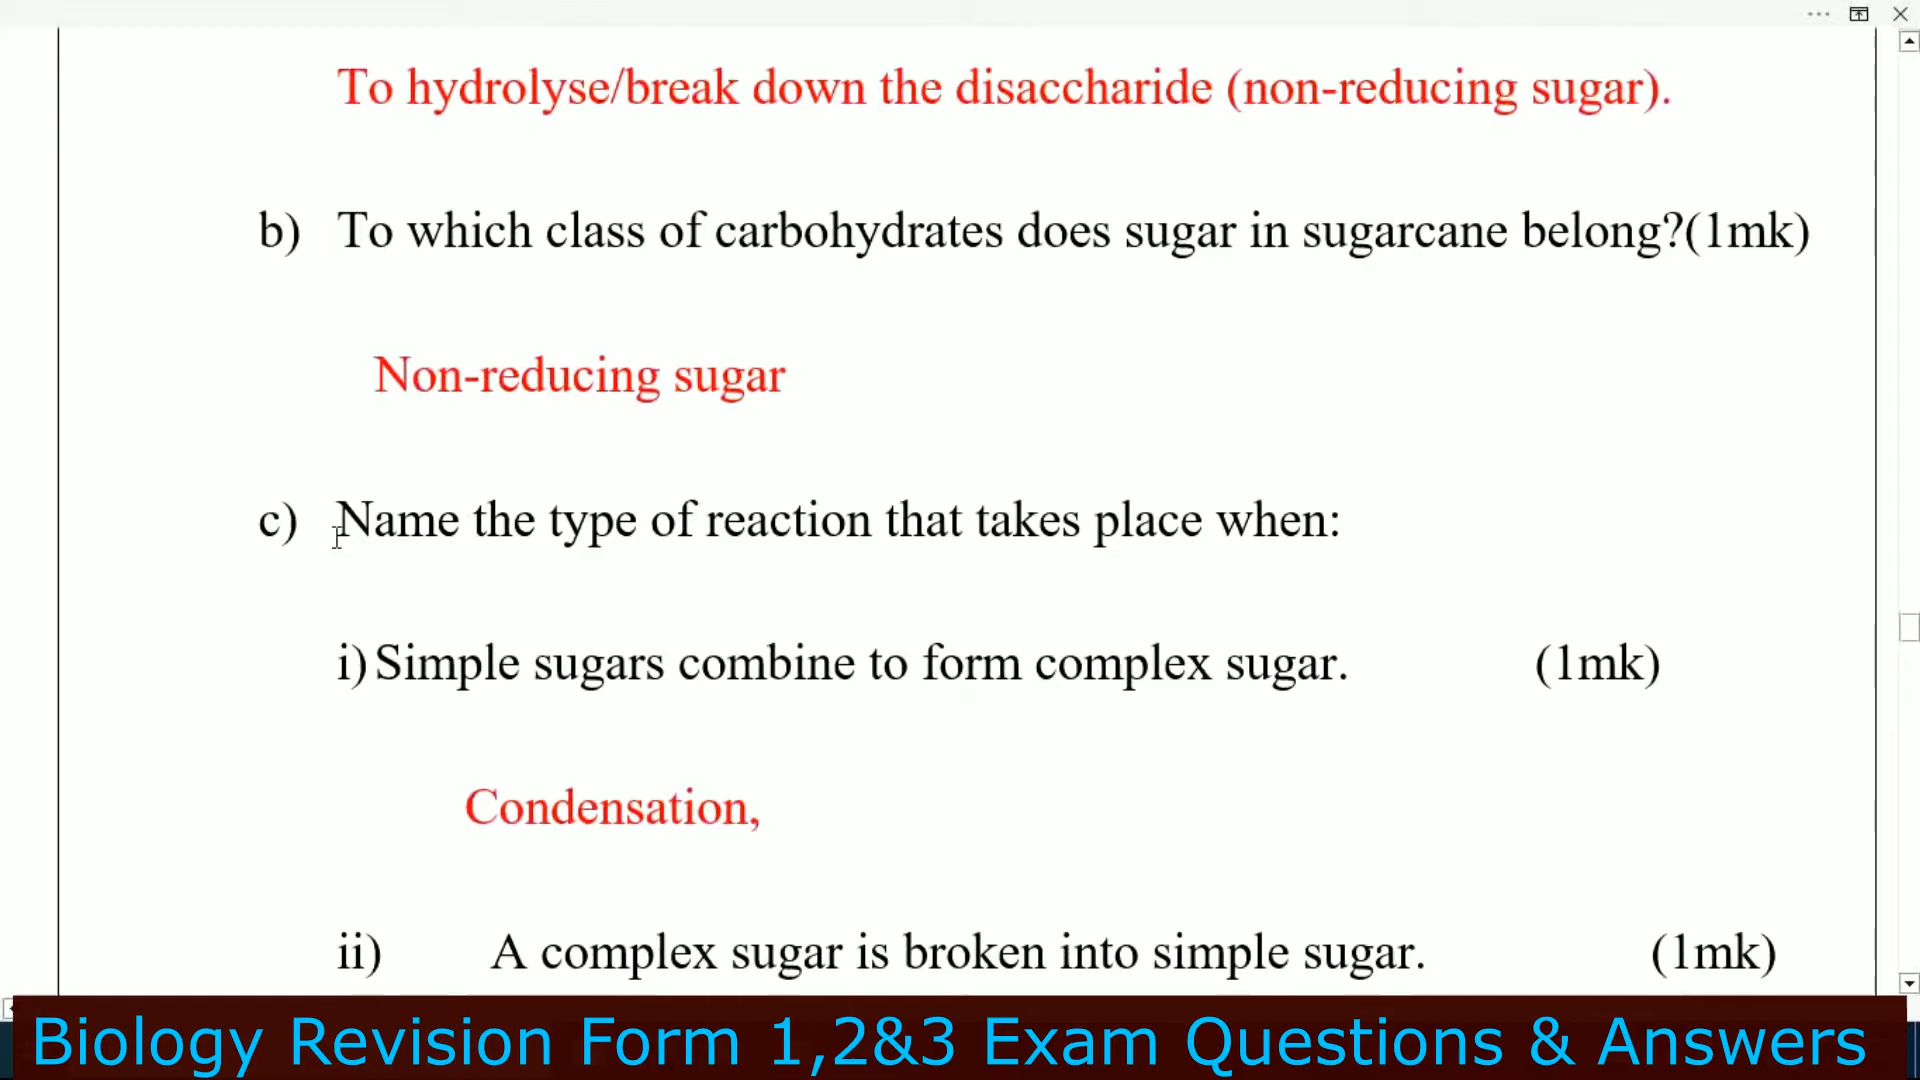 To hydrolyse/break down the disaccharide (non-reducing sugar).
b) To which class of carbohydrates does sugar in sugarcane belong?(1mk)
Non-reducing sugar
c) Name the type of reaction that takes place when:
i) Simple sugars combine to form complex sugar. (1mk)
Condensation,
ii) A complex sugar is broken into simple sugar. (1mk)
Biology Revision Form 1,2&3 Exam Questions & Answers